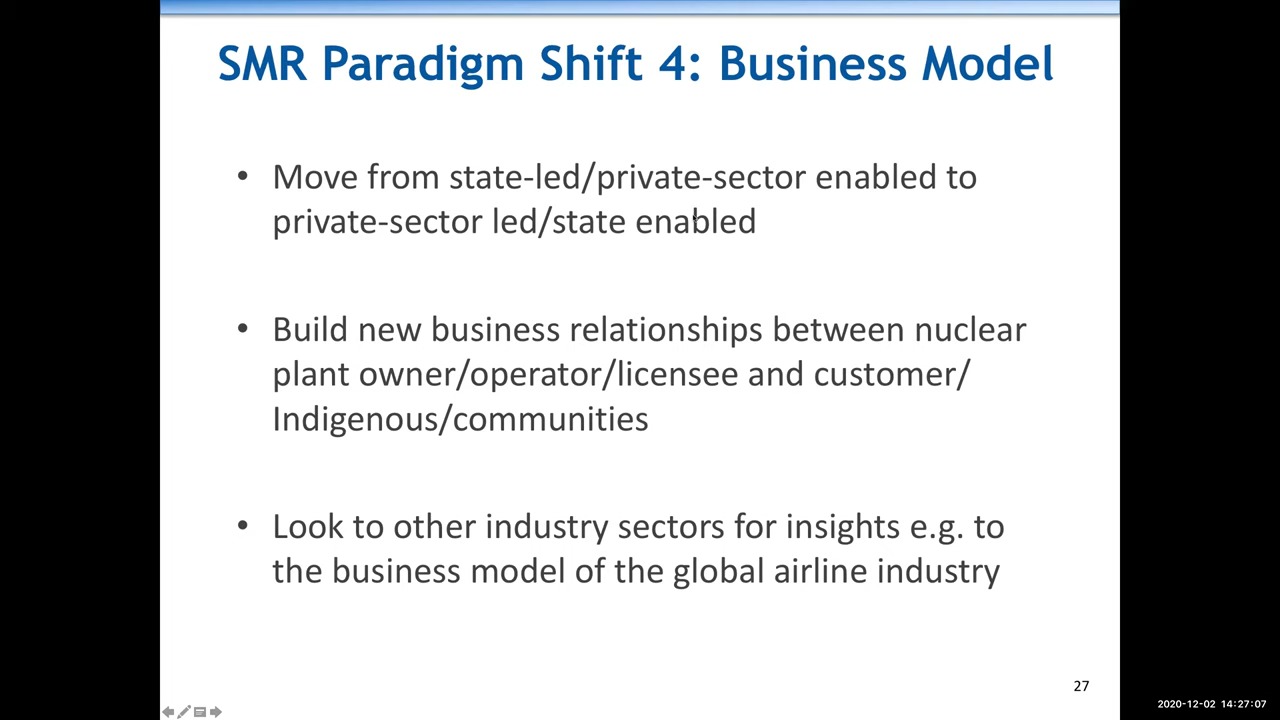 SMR Paradigm Shift 4: Business Model
• Move from state-led/private-sector enabled to
private-sector led/state enabled
• Build new business relationships between nuclear
plant owner/operator/licensee and customer/
Indigenous/communities
• Look to other industry sectors for insights e.g. to
the business model of the global airline industry
27
2020-12-02 14:27:07